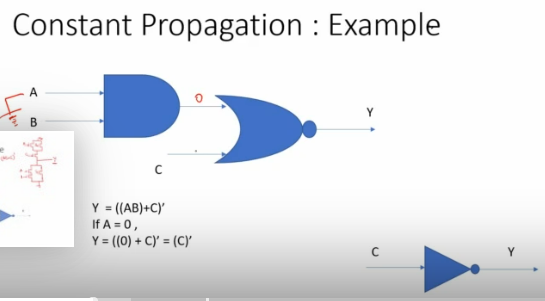 Constant Propagation : Example
A
0
Y
B
C
Y = ((AB)+C)'
If A = 0 ,
Y = ((0) + C)' = (C)'
C
Y